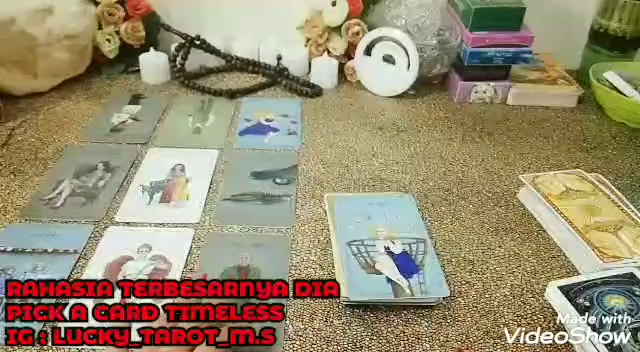 RAHASIA TERBESARNYA DIA
PICK A CARD TIMELESS
IG : LUCKY_TAROT_M.S
Made with
VideoShow